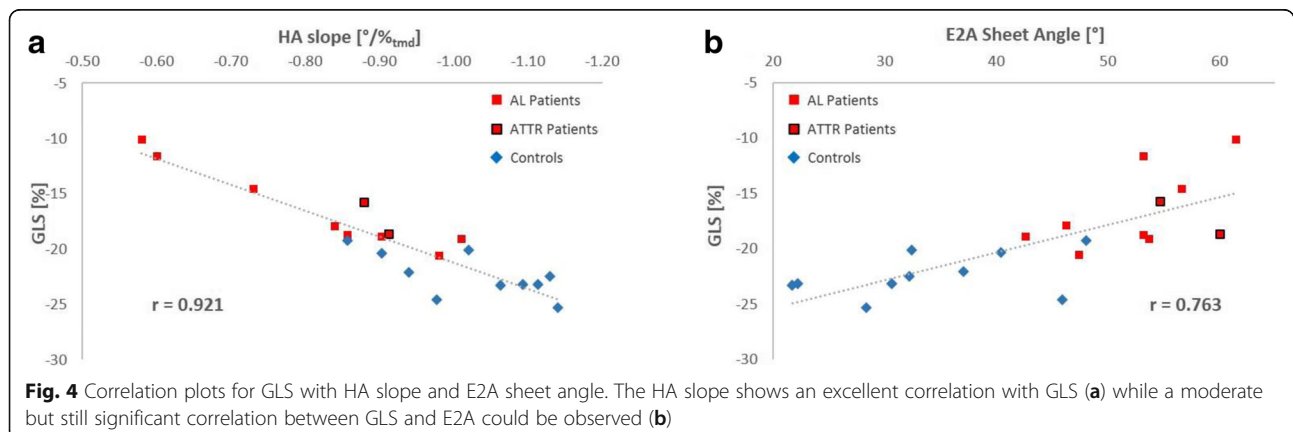 a
HA slope [°/%tmd]
-0.50 -0.60 -0.70 -0.80 -0.90 -1.00 -1.10 -1.20
-5
-10
-15
-20
-25
-30
GLS [%]
AL Patients
ATTR Patients
Controls
r = 0.921
b
E2A Sheet Angle [°]
20 30 40 50 60
-5
-10
-15
-20
-25
-30
GLS [%]
AL Patients
ATTR Patients
Controls
r = 0.763
Fig. 4 Correlation plots for GLS with HA slope and E2A sheet angle. The HA slope shows an excellent correlation with GLS (a) while a moderate
but still significant correlation between GLS and E2A could be observed (b)